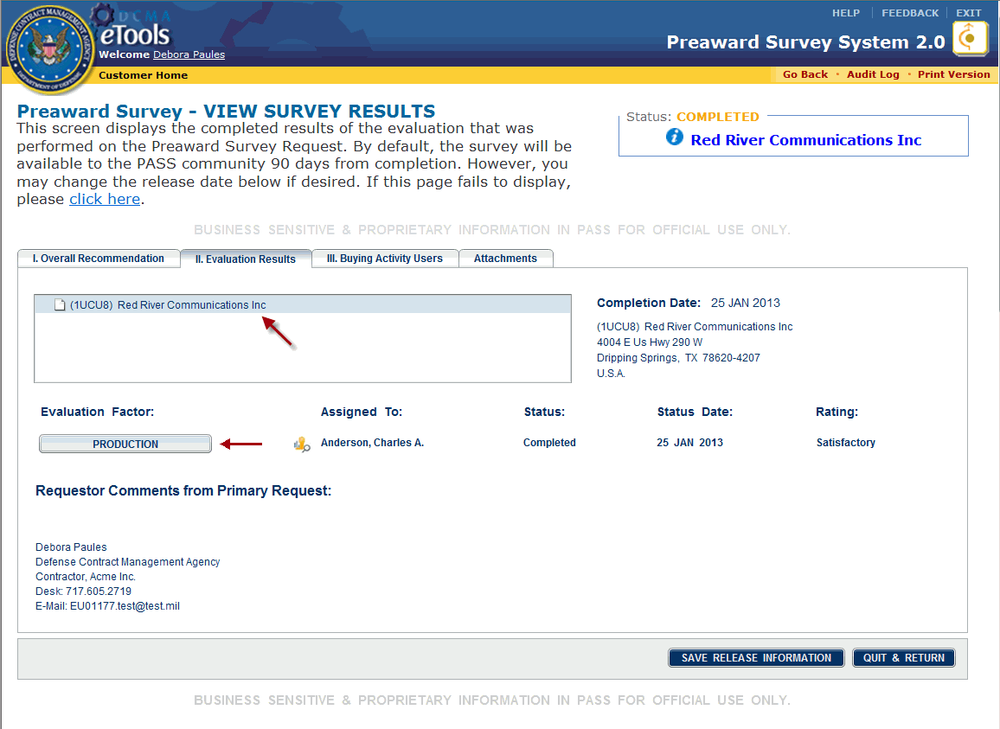 HELP FEEDBACK EXIT
DCMA
eTools
Preaward Survey System 2.0
Welcome Debora Paules
DEFENSE CONTRACT MANAGEMENT AGENCY
DEPARTMENT OF DEFENSE
Customer Home
Go Back · Audit Log · Print Version
Preaward Survey - VIEW SURVEY RESULTS
This screen displays the completed results of the evaluation that was
performed on the Preaward Survey Request. By default, the survey will be
available to the PASS community 90 days from completion. However, you
may change the release date below if desired. If this page fails to display,
please click here.
Status: COMPLETED
Red River Communications Inc
BUSINESS SENSITIVE & PROPRIETARY INFORMATION IN PASS FOR OFFICIAL USE ONLY.
I. Overall Recommendation II. Evaluation Results III. Buying Activity Users Attachments
(1UCU8) Red River Communications Inc
Completion Date: 25 JAN 2013
(1UCU8) Red River Communications Inc
4004 E Us Hwy 290 W
Dripping Springs, TX 78620-4207
U.S.A.
Evaluation Factor: Assigned To: Status: Status Date: Rating:
PRODUCTION Anderson, Charles A. Completed 25 JAN 2013 Satisfactory
Requestor Comments from Primary Request:
Debora Paules
Defense Contract Management Agency
Contractor, Acme Inc.
Desk: 717.605.2719
E-Mail: EU01177.test@test.mil
SAVE RELEASE INFORMATION QUIT & RETURN
BUSINESS SENSITIVE & PROPRIETARY INFORMATION IN PASS FOR OFFICIAL USE ONLY.